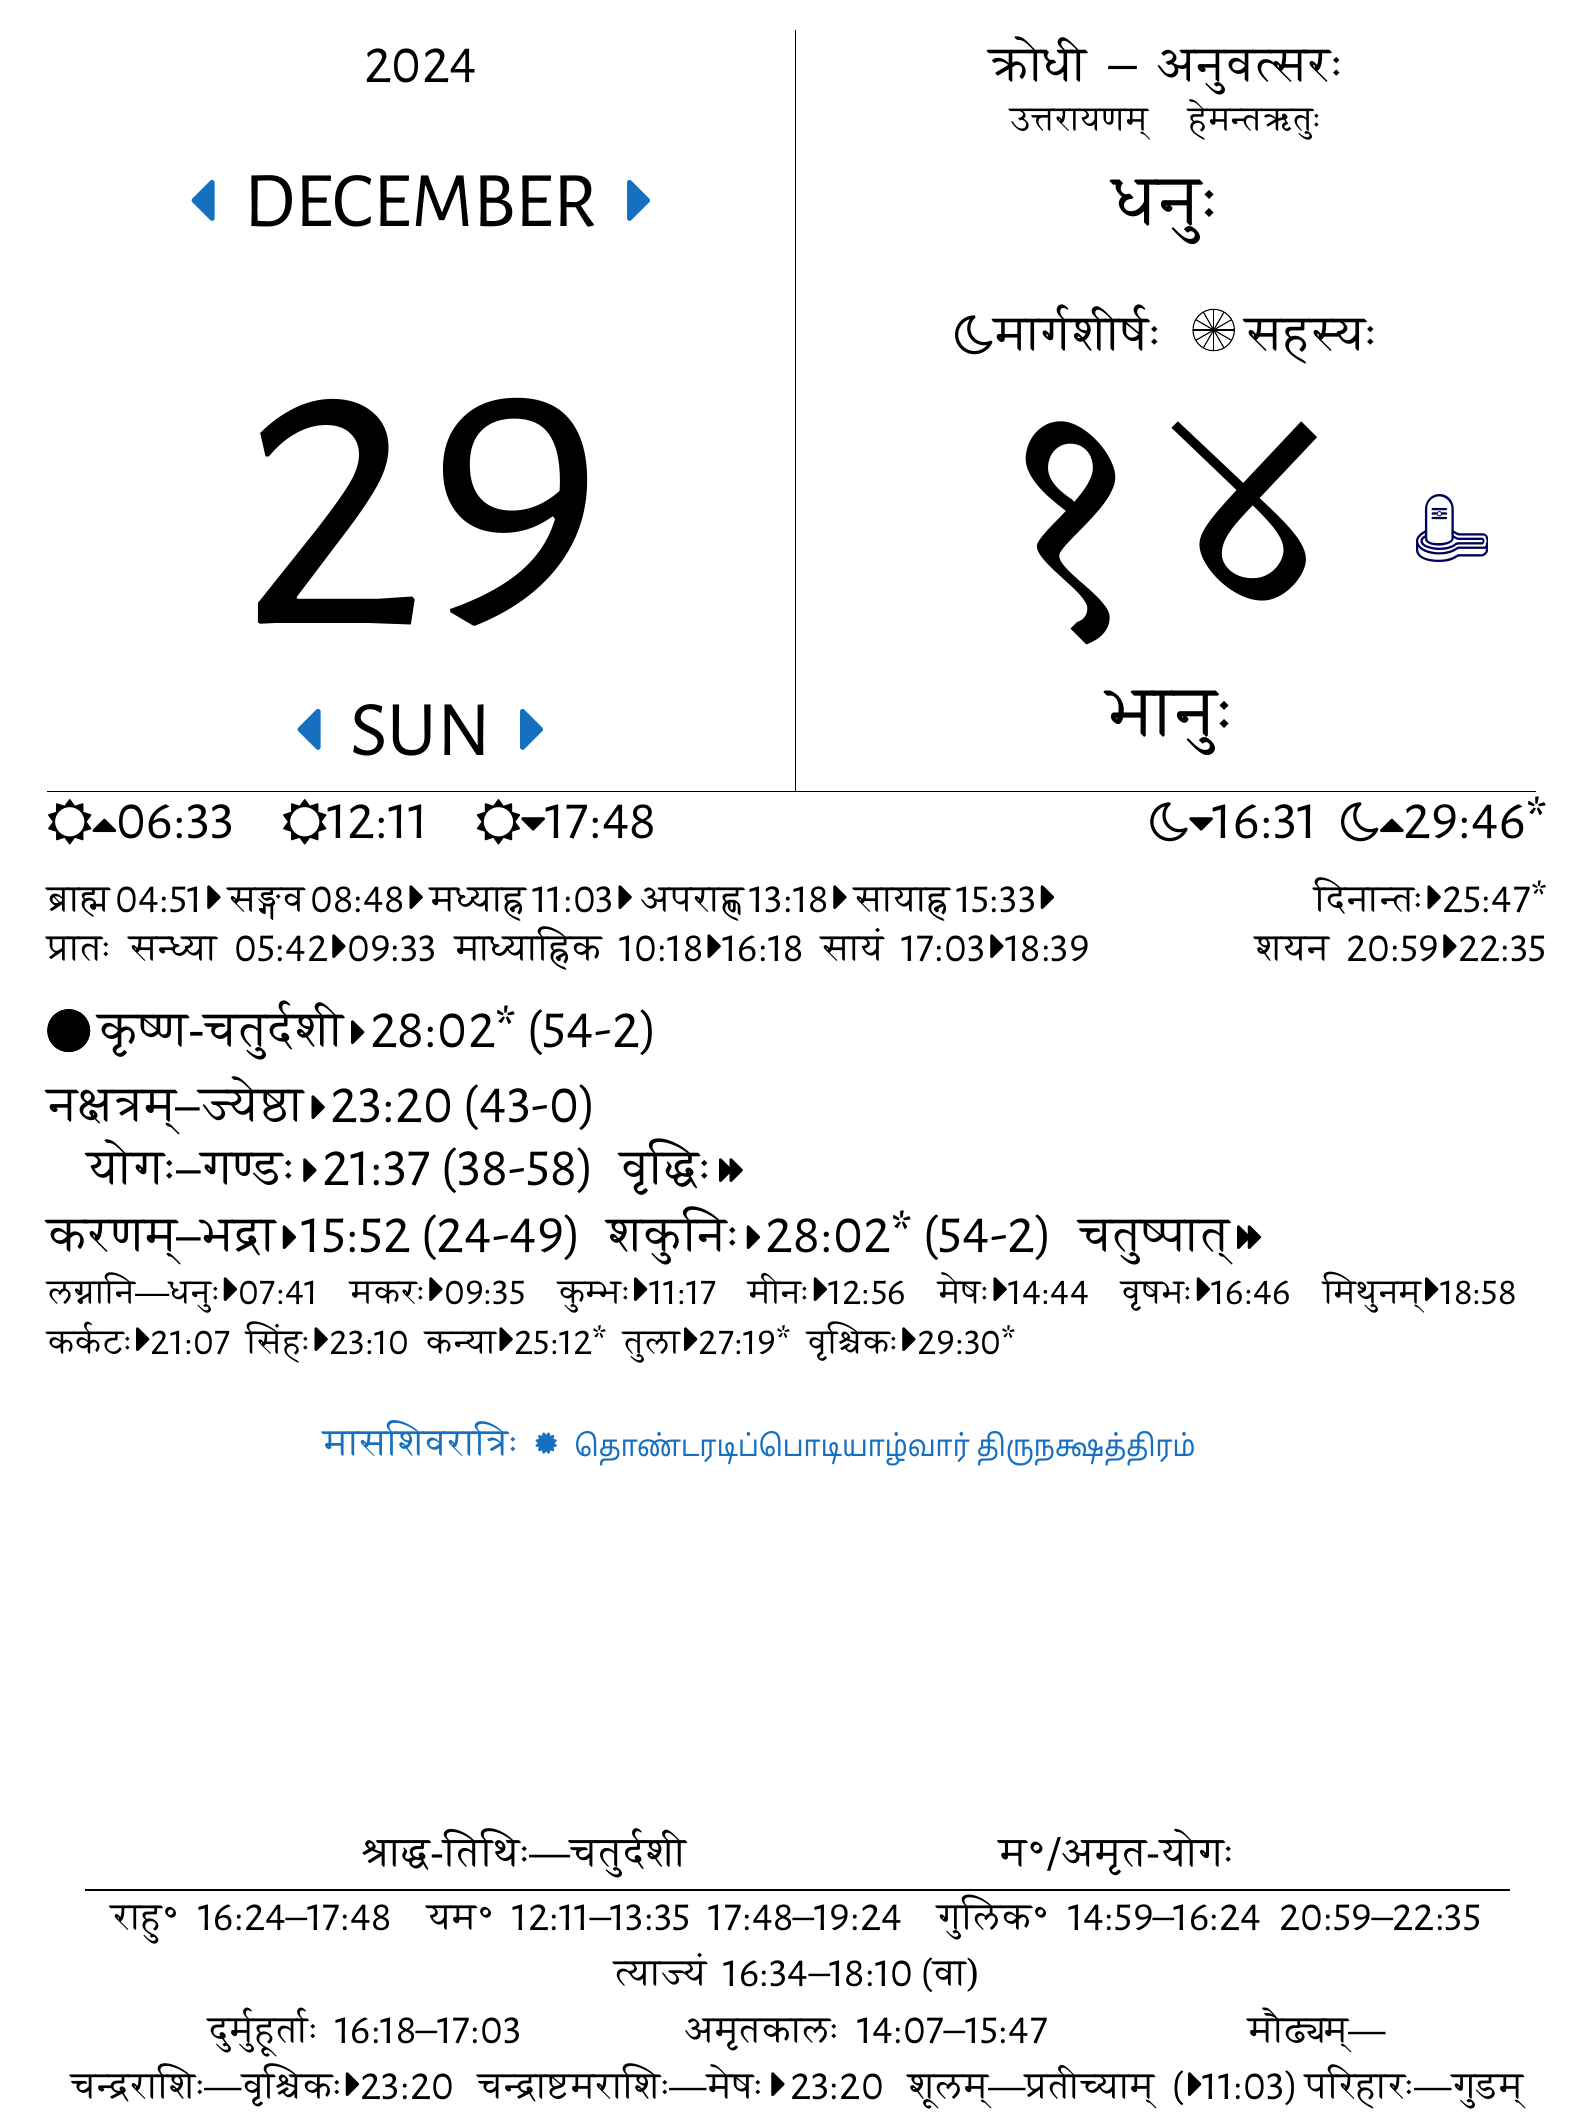 2024
DECEMBER
29
SUN
क्रोधी – अनुवत्सरः
उत्तरायणम् हेमन्तऋतुः
धनुः
मार्गशीर्षः सहस्यः
१४
भानुः
06:33 12:11 17:48 16:31 29:46*
ब्राह्म 04:51 सङ्गव 08:48 मध्याह्न 11:03 अपराह्ण 13:18 सायाह्न 15:33 दिनान्तः 25:47*
प्रातः सन्ध्या 05:42 09:33 माध्याह्निक 10:18 16:18 सायं 17:03 18:39 शयन 20:59 22:35
कृष्ण-चतुर्दशी 28:02* (54-2)
नक्षत्रम्–ज्येष्ठा 23:20 (43-0)
योगः–गण्डः 21:37 (38-58) वृद्धिः
करणम्–भद्रा 15:52 (24-49) शकुनिः 28:02* (54-2) चतुष्पात्
लग्नानि—धनुः 07:41 मकरः 09:35 कुम्भः 11:17 मीनः 12:56 मेषः 14:44 वृषभः 16:46 मिथुनम् 18:58
कर्कटः 21:07 सिंहः 23:10 कन्या 25:12* तुला 27:19* वृश्चिकः 29:30*
मासशिवरात्रिः தொண்டரடிப்பொடியாழ்வார் திருநக்ஷத்திரம்
श्राद्ध-तिथिः—चतुर्दशी म॰/अमृत-योगः
राहु॰ 16:24–17:48 यम॰ 12:11–13:35 17:48–19:24 गुलिक॰ 14:59–16:24 20:59–22:35
त्याज्यं 16:34–18:10 (वा)
दुर्मुहूर्ताः 16:18–17:03 अमृतकालः 14:07–15:47 मौढ्यम्—
चन्द्रराशिः—वृश्चिकः 23:20 चन्द्राष्टमराशिः—मेषः 23:20 शूलम्—प्रतीच्याम् (11:03) परिहारः—गुडम्